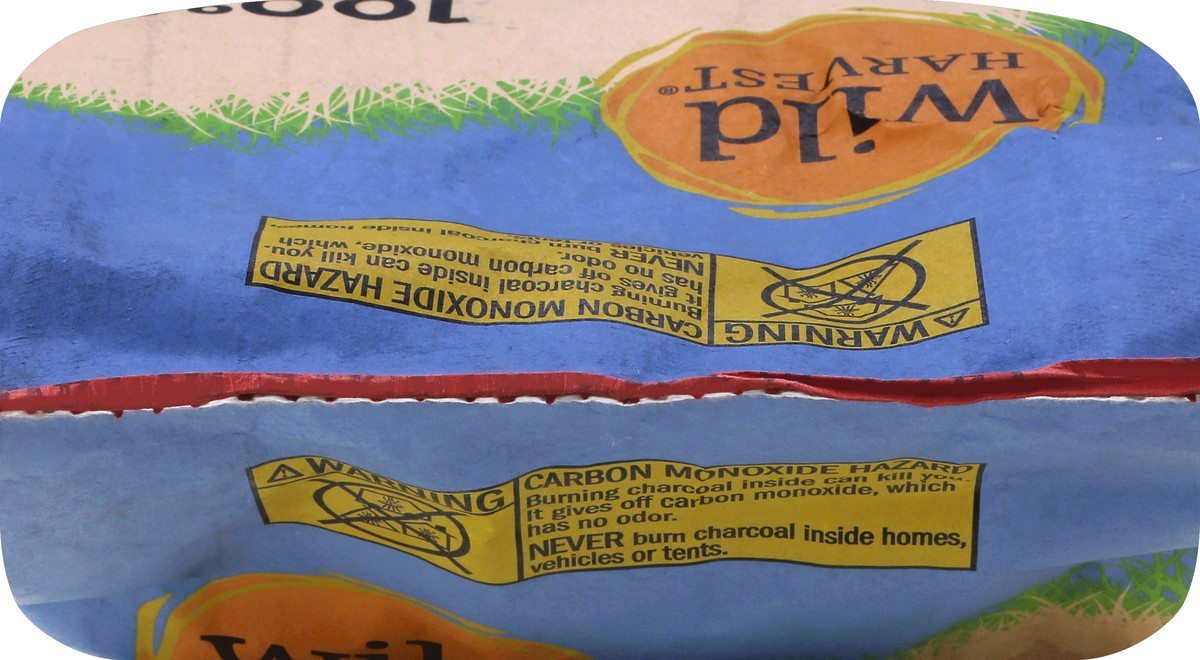 100%
Wild
HARVEST®
⚠ WARNING
CARBON MONOXIDE HAZARD
Burning charcoal inside can kill you.
It gives off carbon monoxide, which
has no odor.
NEVER burn charcoal inside homes,
vehicles or
⚠ WARNING
CARBON MONOXIDE HAZARD
Burning charcoal inside can kill you.
It gives off carbon monoxide, which
has no odor.
NEVER burn charcoal inside homes,
vehicles or tents.
Wil